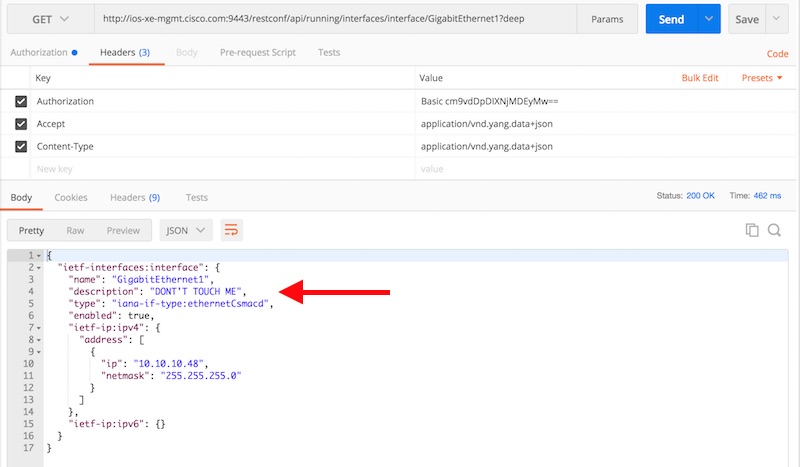 GET http://ios-xe-mgmt.cisco.com:9443/restconf/api/running/interfaces/interface/GigabitEthernet1?deep Params Send Save
Authorization Headers (3) Body Pre-request Script Tests Code
Key Value Bulk Edit Presets
Authorization Basic cm9vdDpDIXNjMDEyMw==
Accept application/vnd.yang.data+json
Content-Type application/vnd.yang.data+json
New key value
Body Cookies Headers (9) Tests Status: 200 OK Time: 462 ms
Pretty Raw Preview JSON
1 {
2 "ietf-interfaces:interface": {
3 "name": "GigabitEthernet1",
4 "description": "DONT'T TOUCH ME",
5 "type": "iana-if-type:ethernetCsmacd",
6 "enabled": true,
7 "ietf-ip:ipv4": {
8 "address": [
9 {
10 "ip": "10.10.10.48",
11 "netmask": "255.255.255.0"
12 }
13 ]
14 },
15 "ietf-ip:ipv6": {}
16 }
17 }